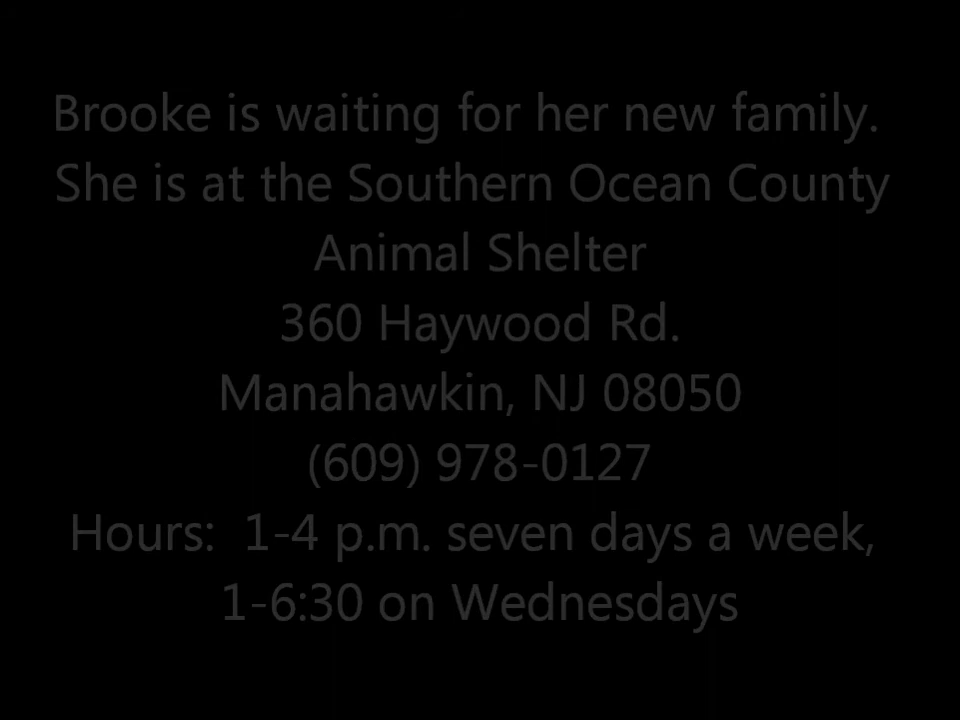 Brooke is waiting for her new family.
She is at the Southern Ocean County
Animal Shelter
360 Haywood Rd.
Manahawkin, NJ 08050
(609) 978-0127
Hours:  1-4 p.m. seven days a week,
1-6:30 on Wednesdays